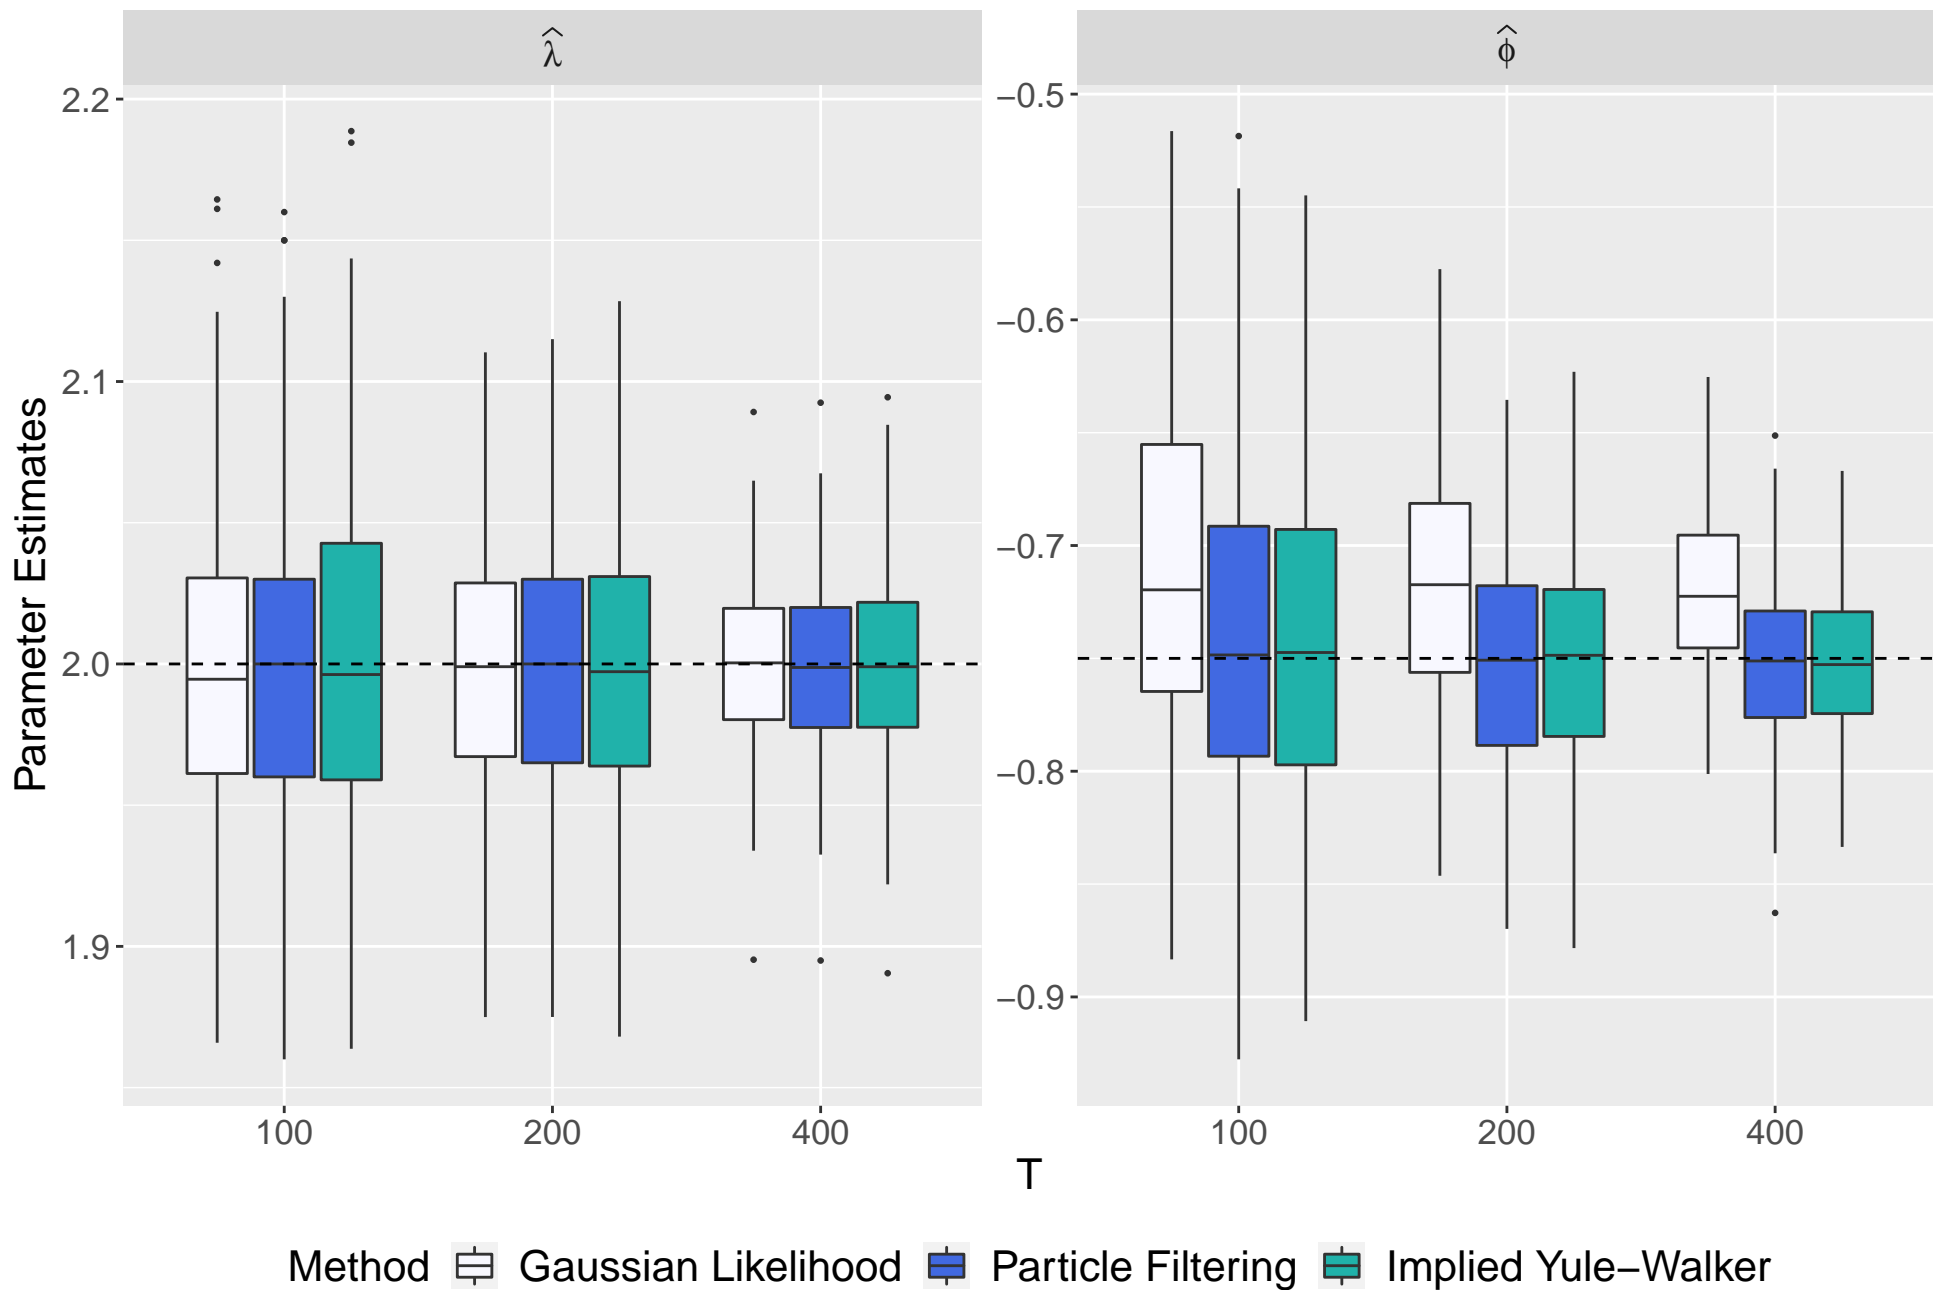 λ̂
ϕ̂
Parameter Estimates
2.2
2.1
2.0
1.9
−0.5
−0.6
−0.7
−0.8
−0.9
100 200 400
100 200 400
T
Method Gaussian Likelihood Particle Filtering Implied Yule−Walker